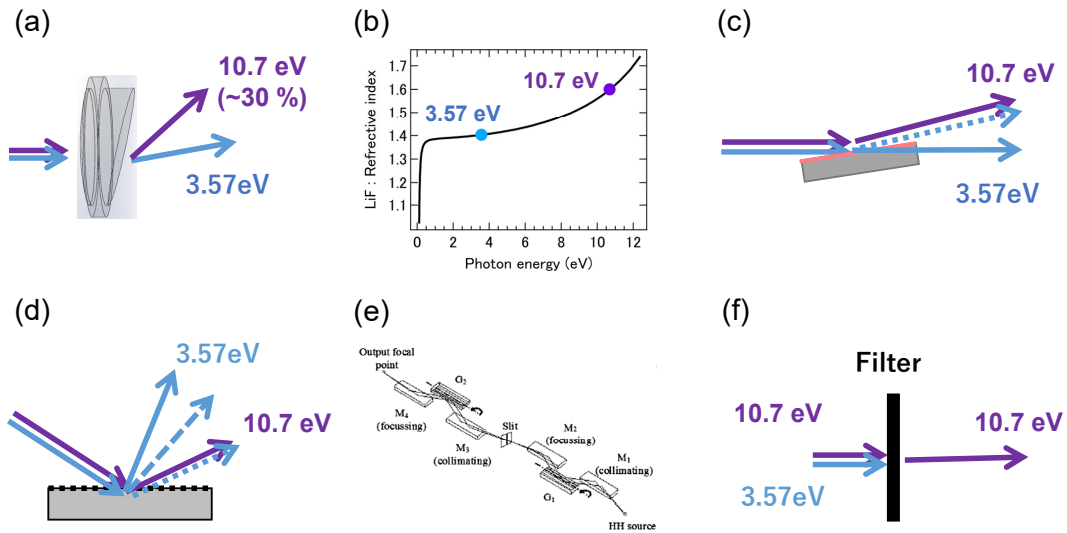 (a)
10.7 eV
(~30 %)
3.57eV
(b)
LiF : Refrective index
1.7
1.6
1.5
1.4
1.3
1.2
1.1
3.57 eV
10.7 eV
0
2
4
6
8
10
12
Photon energy (eV)
(c)
10.7 eV
3.57eV
(d)
3.57eV
10.7 eV
(e)
Output focal
point
G2
M4
(focussing)
M3
(collimating)
Slit
M2
(focussing)
M1
(collimating)
G1
HH source
(f)
Filter
10.7 eV
10.7 eV
3.57eV